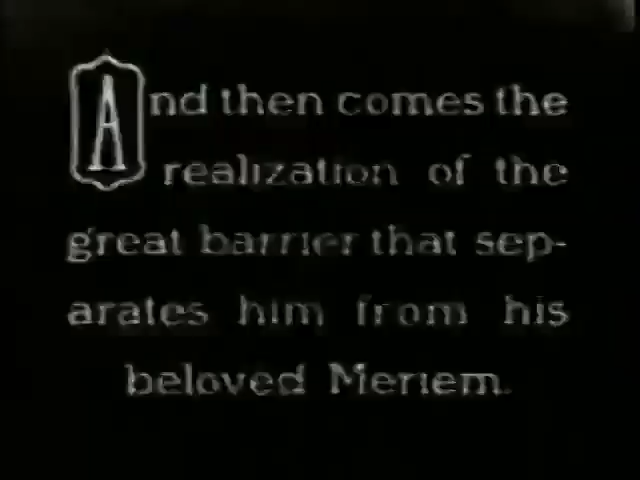 And then comes the
realization of the
great barrier that sep-
arates him from his
beloved Meriem.